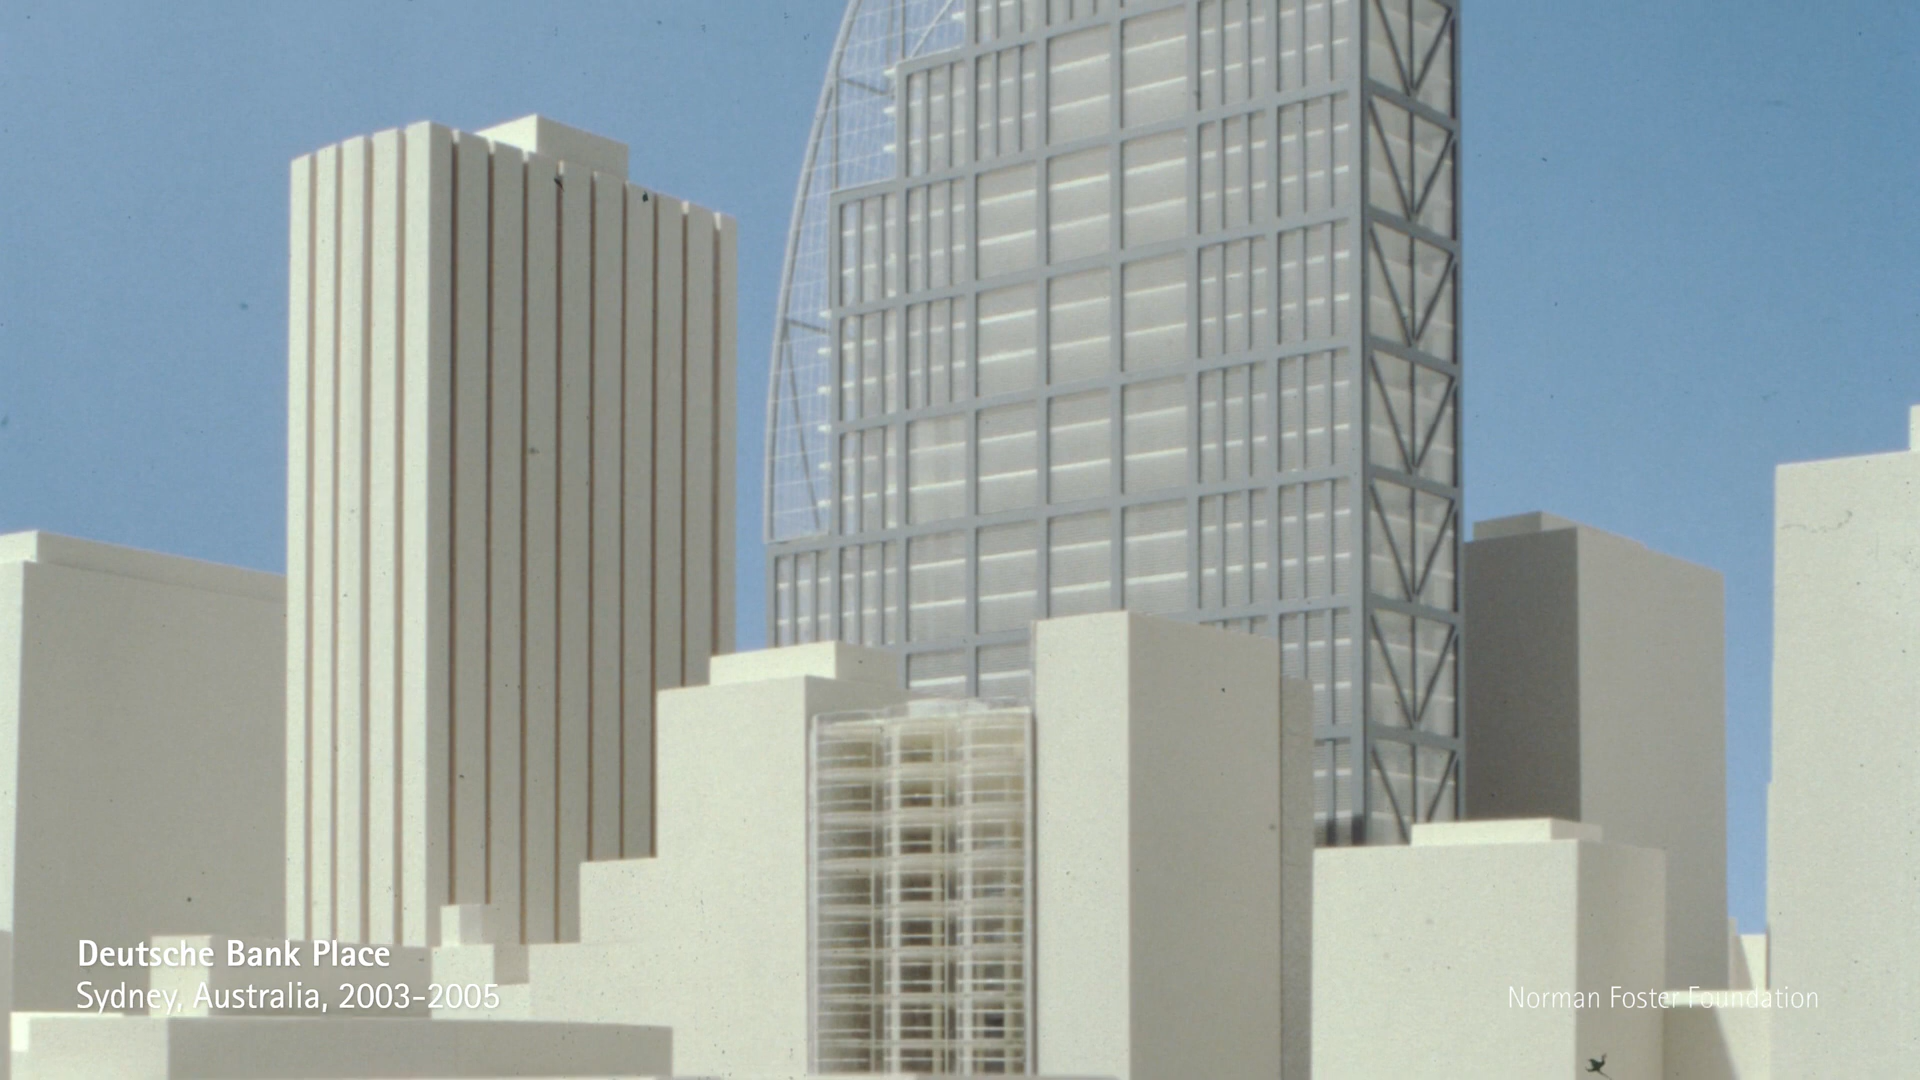 Deutsche Bank Place
Sydney, Australia, 2003-2005
Norman Foster Foundation